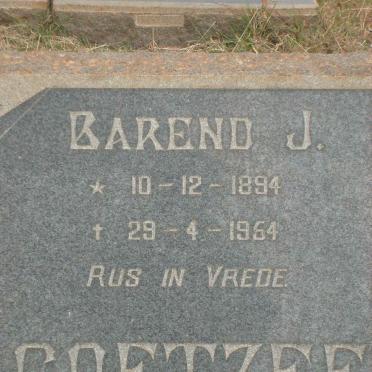 BAREND J.
* 10-12-1894
† 29-4-1964
RUS IN VREDE
COETZEE